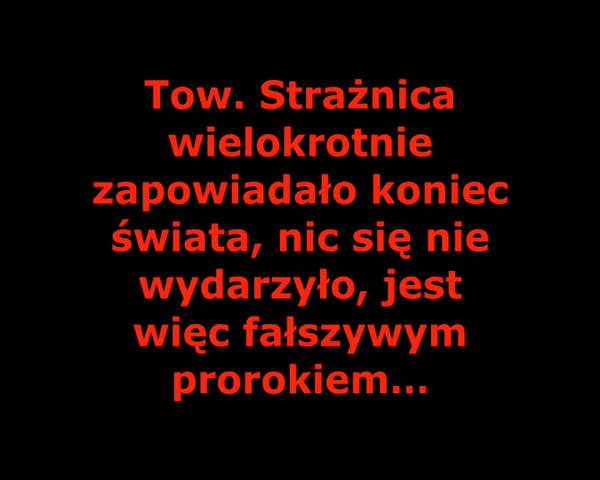 Tow. Strażnica
wielokrotnie
zapowiadało koniec
świata, nic się nie
wydarzyło, jest
więc fałszywym
prorokiem...